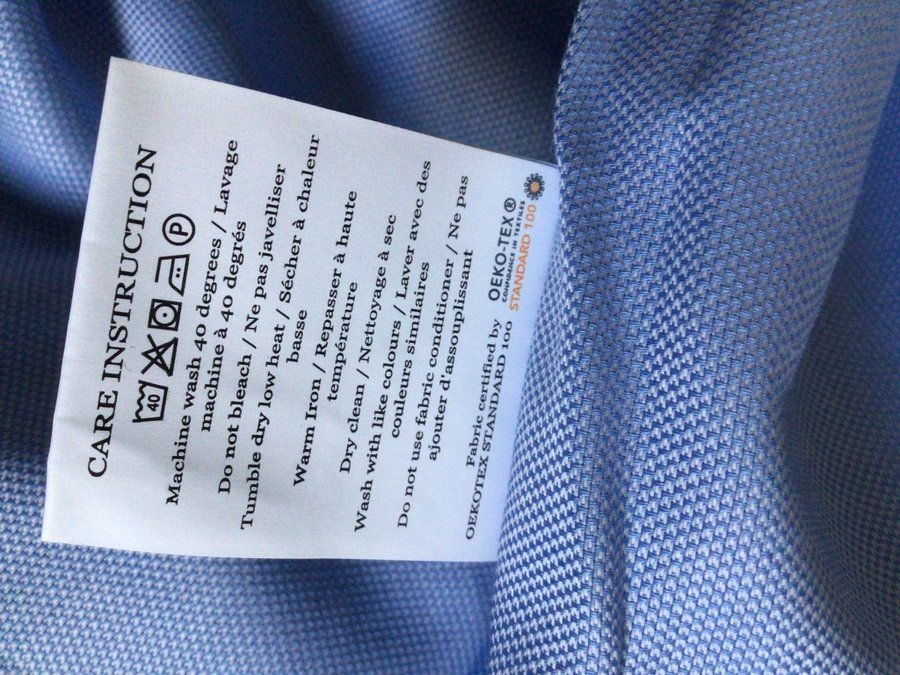 CARE INSTRUCTION
40 P
Machine wash 40 degrees / Lavage
machine à 40 degrés
Do not bleach / Ne pas javelliser
Tumble dry low heat / Sécher à chaleur
basse
Warm Iron / Repasser à haute
température
Dry clean / Nettoyage à sec
Wash with like colours / Laver avec des
couleurs similaires
Do not use fabric conditioner / Ne pas
ajouter d'assouplissant
Fabric certified by
OEKOTEX STANDARD 100
OEKO-TEX®
CONFIDENCE IN TEXTILES
STANDARD 100